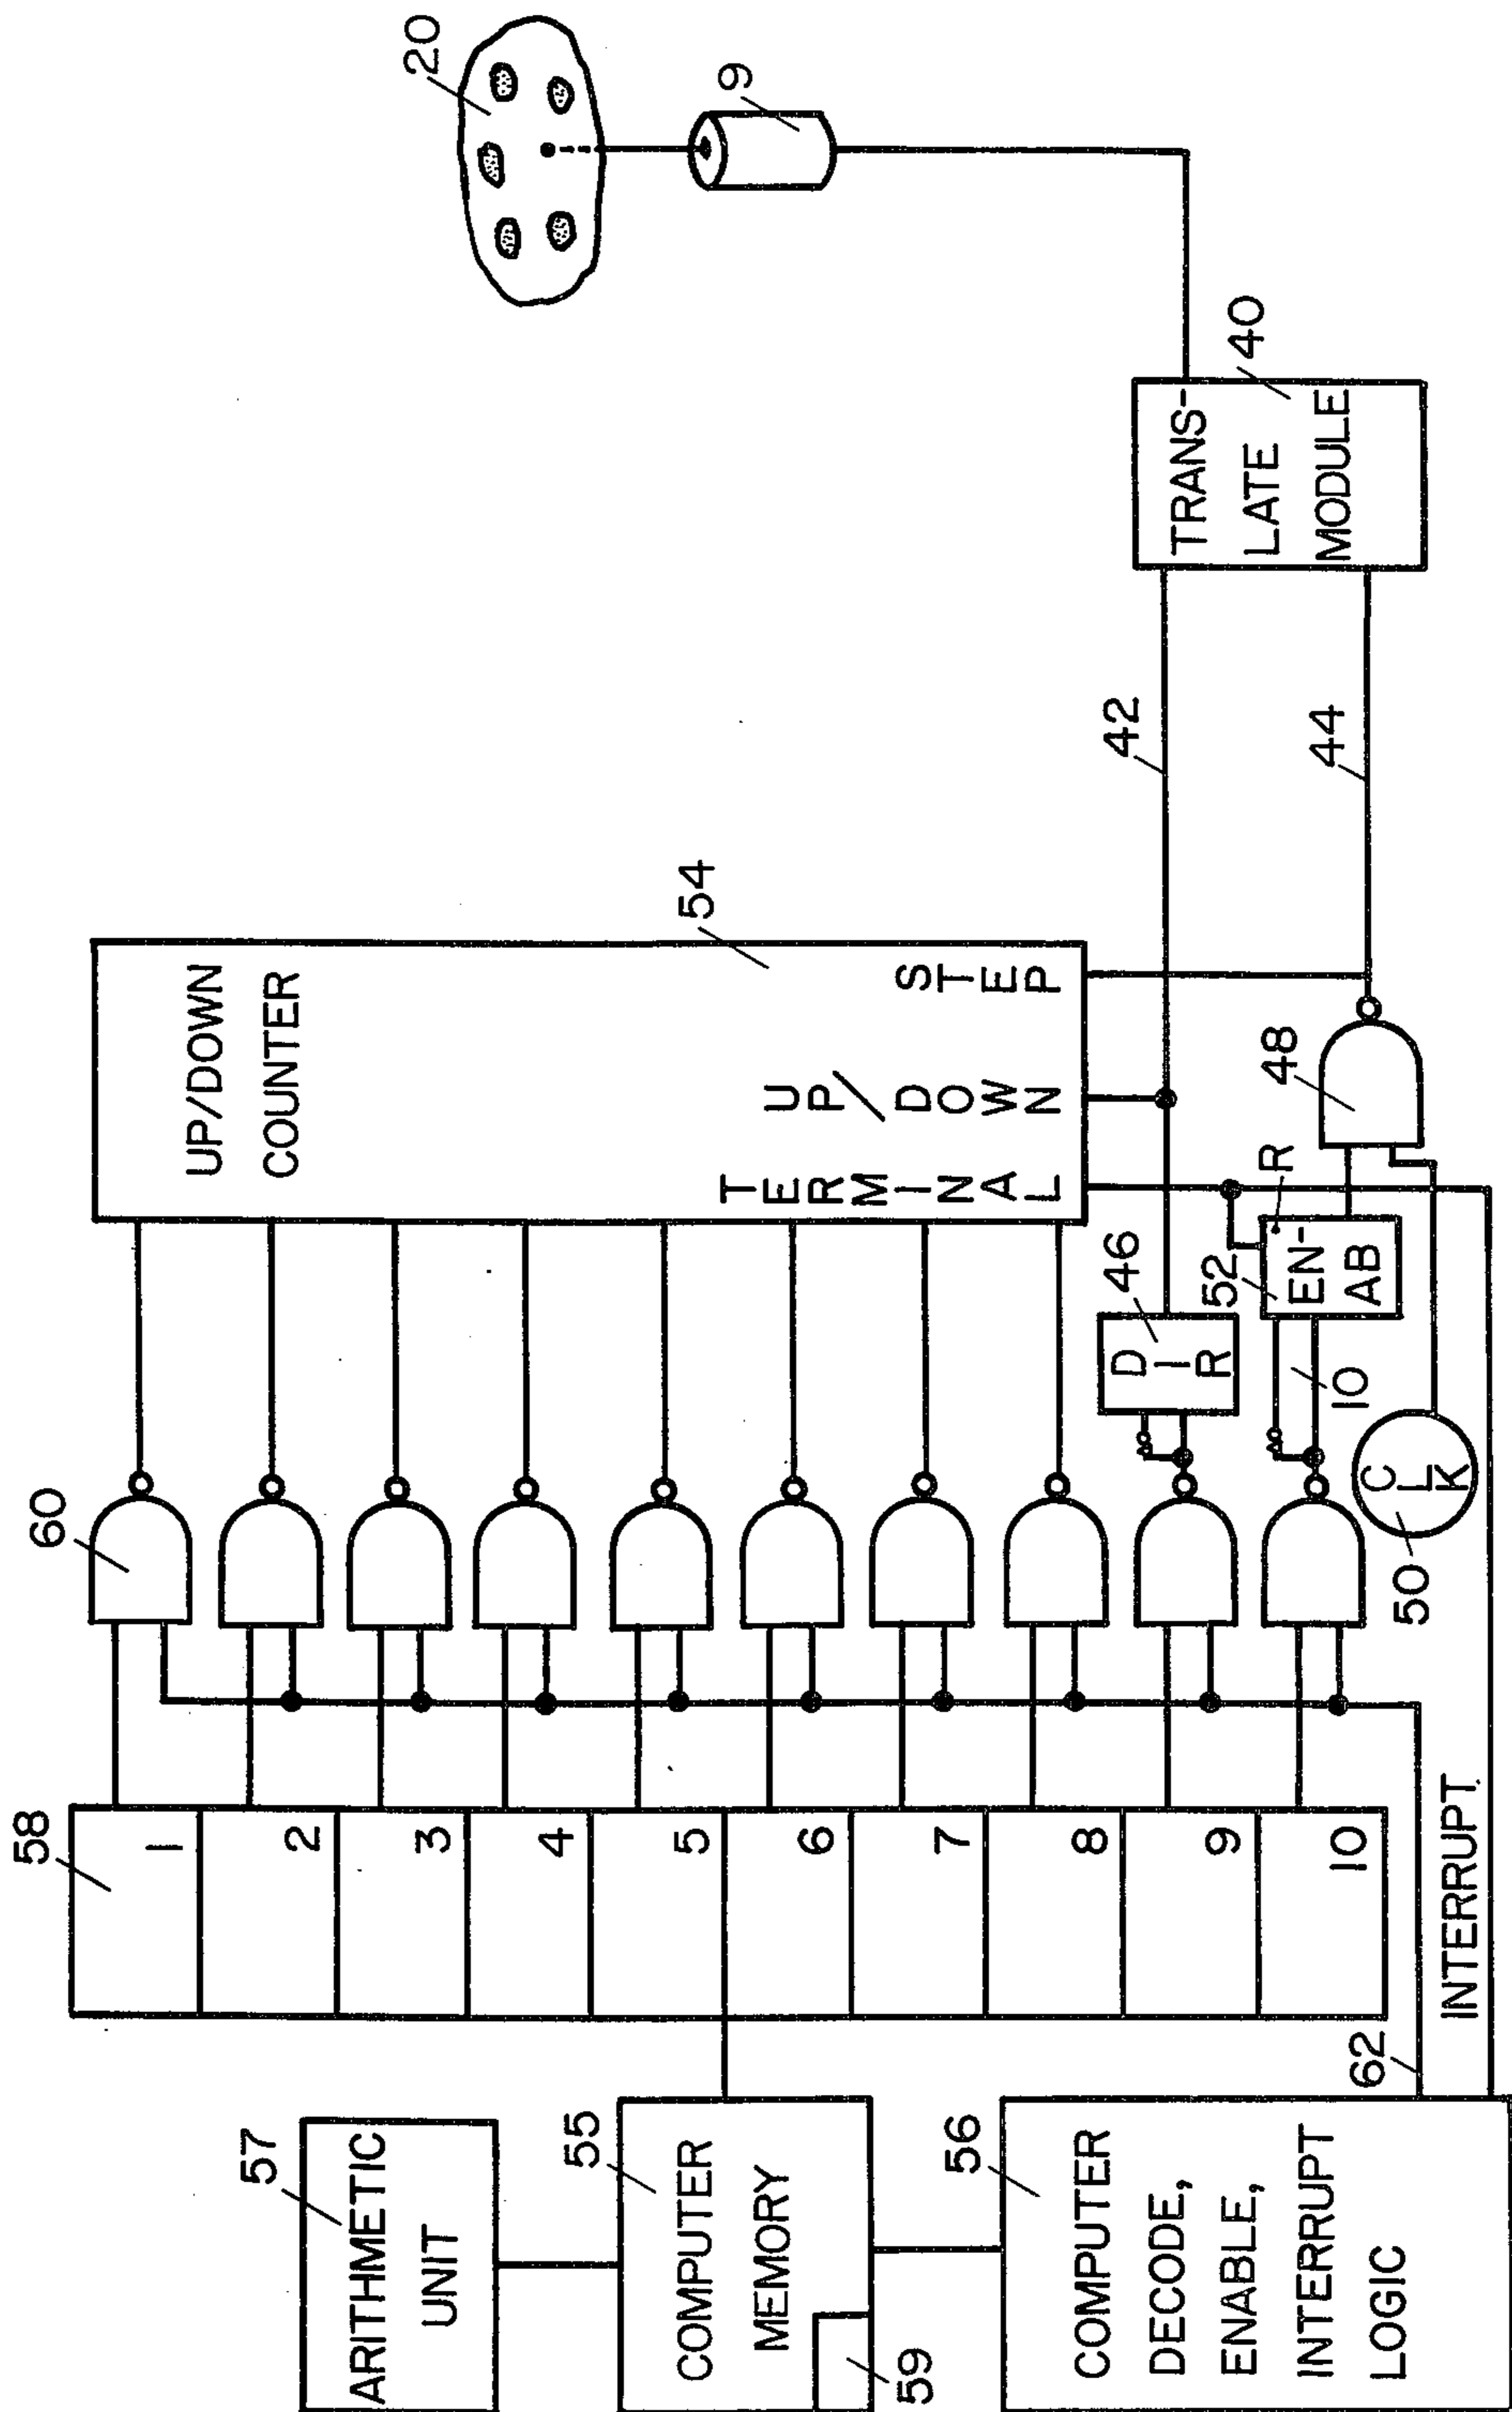 57
ARITHMETIC
UNIT
55
COMPUTER
MEMORY
59
56
COMPUTER
DECODE,
ENABLE,
INTERRUPT
LOGIC
58
1
2
3
4
5
6
7
8
9
10
62
INTERRUPT
60
UP/DOWN
COUNTER
54
TERMINAL
UP/DOWN
STEP
DIR
46
52
EN-
AB
R
10
CLK
50
48
42
44
TRANS-
LATE
MODULE
40
9
20